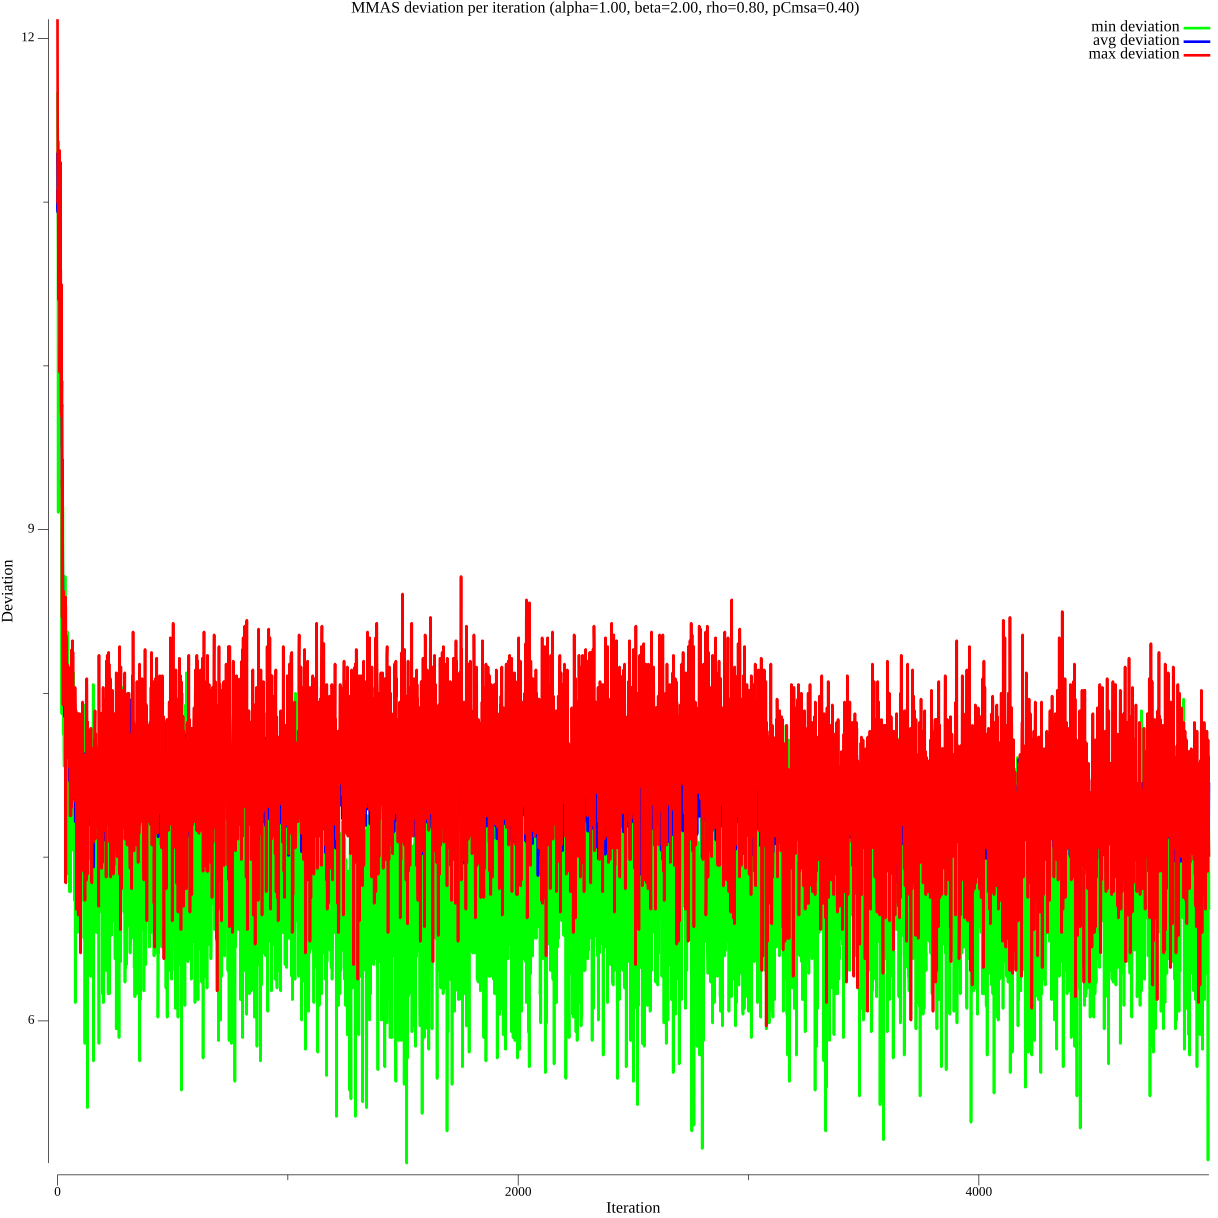 MMAS deviation per iteration (alpha=1.00, beta=2.00, rho=0.80, pCmsa=0.40)
min deviation
avg deviation
max deviation
12
9
6
Deviation
0
2000
4000
Iteration